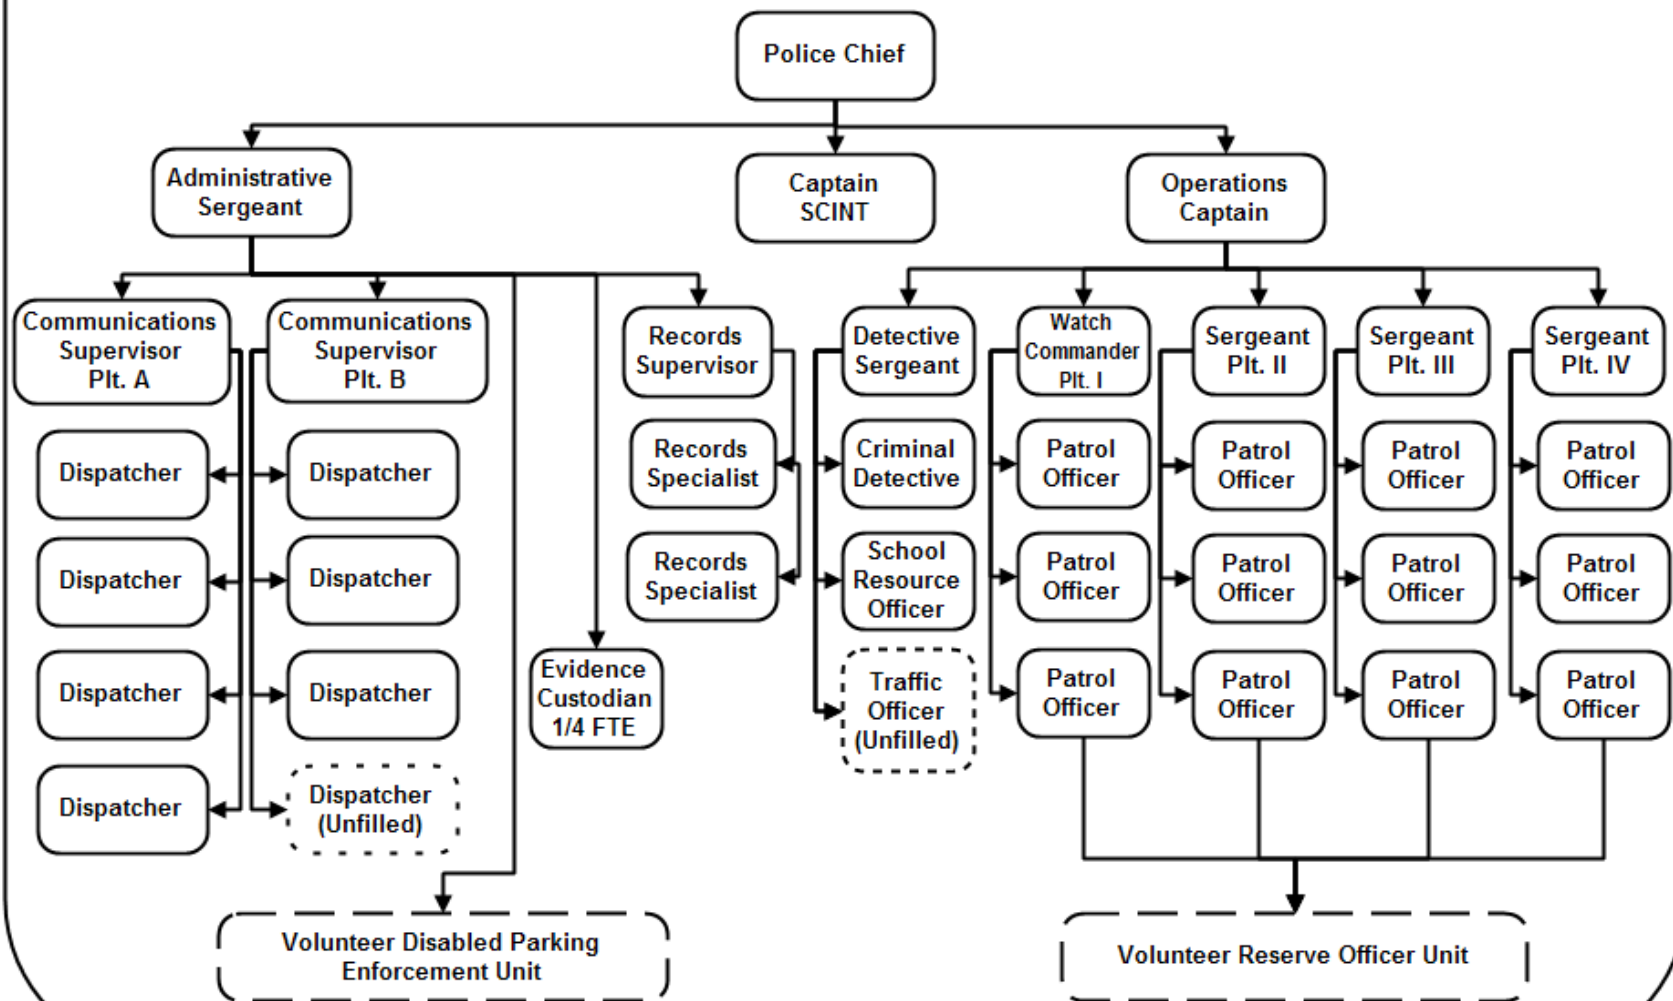 Police Chief
Administrative
Sergeant
Captain
SCINT
Operations
Captain
Communications
Supervisor
Plt. A
Communications
Supervisor
Plt. B
Records
Supervisor
Detective
Sergeant
Watch
Commander
Plt. I
Sergeant
Plt. II
Sergeant
Plt. III
Sergeant
Plt. IV
Dispatcher
Dispatcher
Records
Specialist
Criminal
Detective
Patrol
Officer
Patrol
Officer
Patrol
Officer
Patrol
Officer
Dispatcher
Dispatcher
Records
Specialist
School
Resource
Officer
Patrol
Officer
Patrol
Officer
Patrol
Officer
Patrol
Officer
Dispatcher
Dispatcher
Evidence
Custodian
1/4 FTE
Traffic
Officer
(Unfilled)
Patrol
Officer
Patrol
Officer
Patrol
Officer
Patrol
Officer
Dispatcher
Dispatcher
(Unfilled)
Volunteer Disabled Parking
Enforcement Unit
Volunteer Reserve Officer Unit